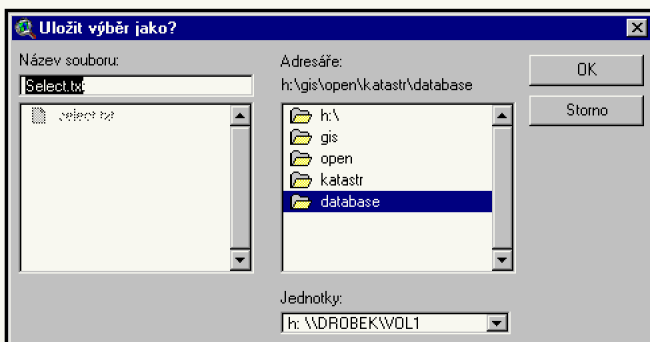 Uložit výběr jako?
Název souboru:
Select.txt
select.txt
Adresáře:
h:\gis\open\katastr\database
h:\
gis
open
katastr
database
Jednotky:
h: \\DROBEK\VOL1
OK
Storno